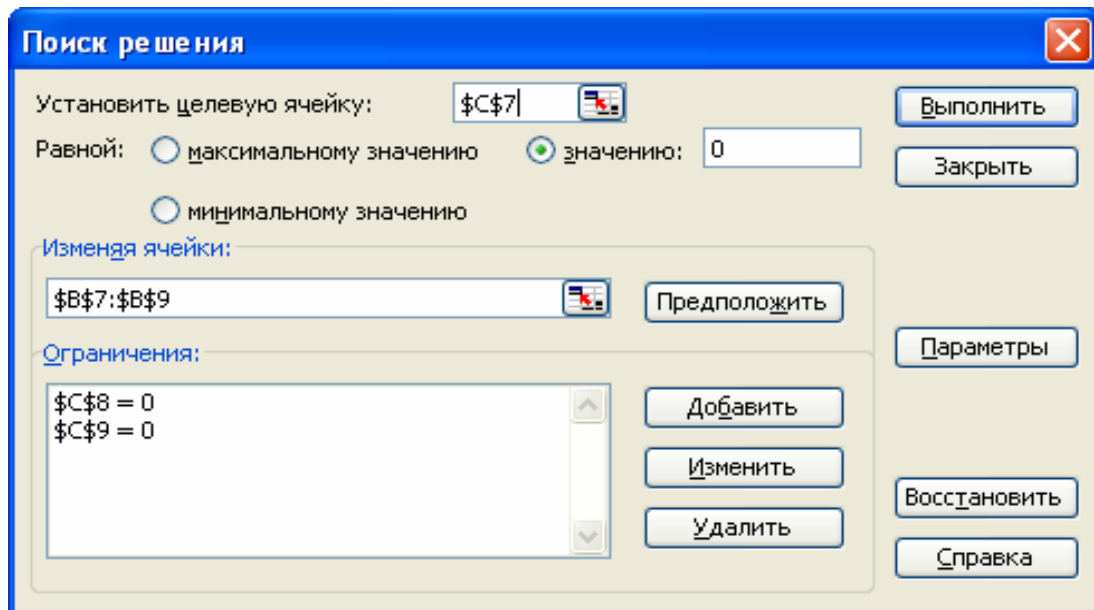 Поиск решения
Установить целевую ячейку: $C$7
Выполнить
Равной: максимальному значению значению: 0
Закрыть
минимальному значению
Изменяя ячейки:
$B$7:$B$9
Предположить
Ограничения:
Параметры
$C$8 = 0
$C$9 = 0
Добавить
Изменить
Восстановить
Удалить
Справка